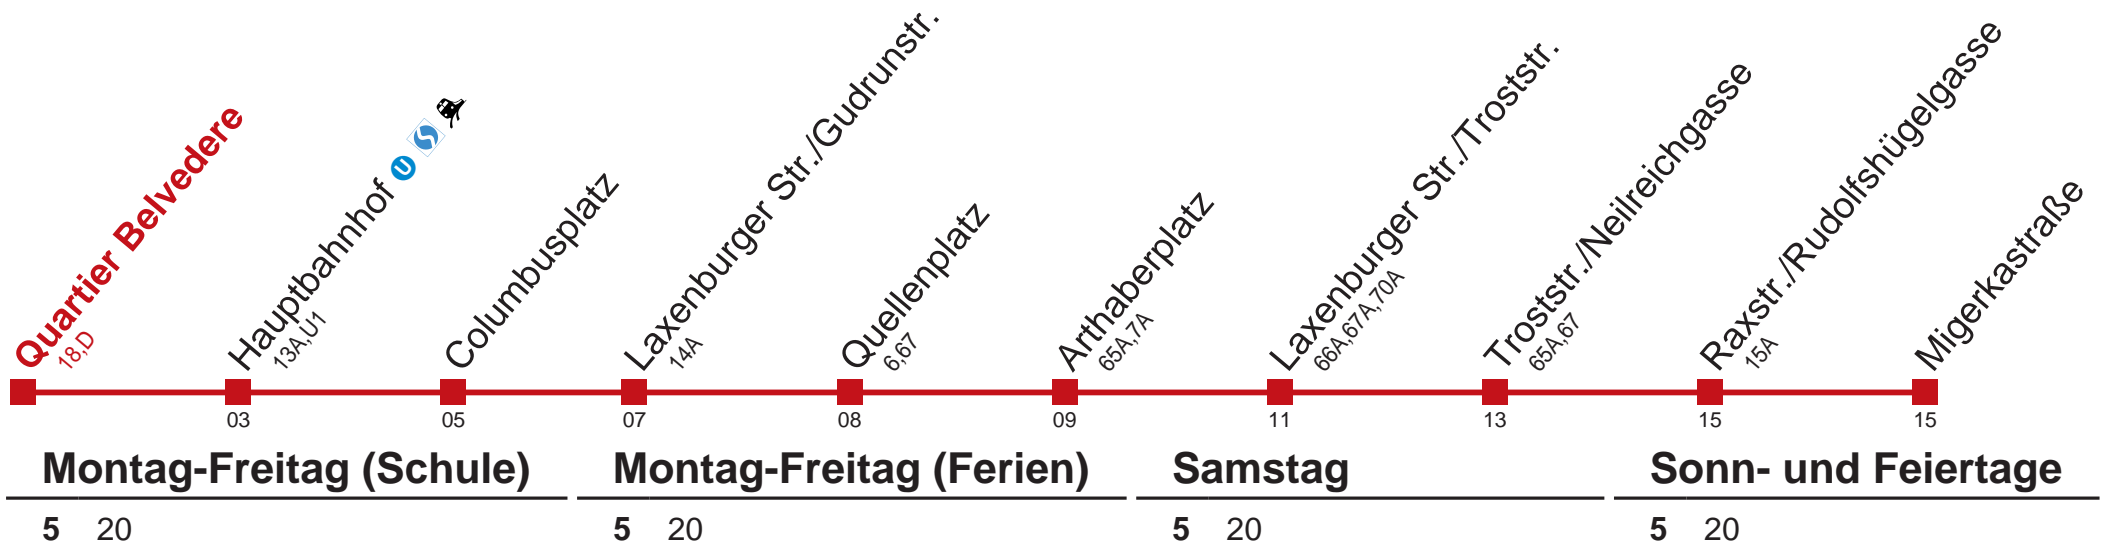 Quartier Belvedere
18,D
Hauptbahnhof U S
13A,U1
Columbusplatz
Laxenburger Str./Gudrunstr.
14A
Quellenplatz
6,67
Arthaberplatz
65A,7A
Laxenburger Str./Troststr.
66A,67A,70A
Troststr./Neilreichgasse
65A,67
Raxstr./Rudolfshügelgasse
15A
Migerkastraße
03 05 07 08 09 11 13 15 15
Montag-Freitag (Schule) Montag-Freitag (Ferien) Samstag Sonn- und Feiertage
5 20 5 20 5 20 5 20